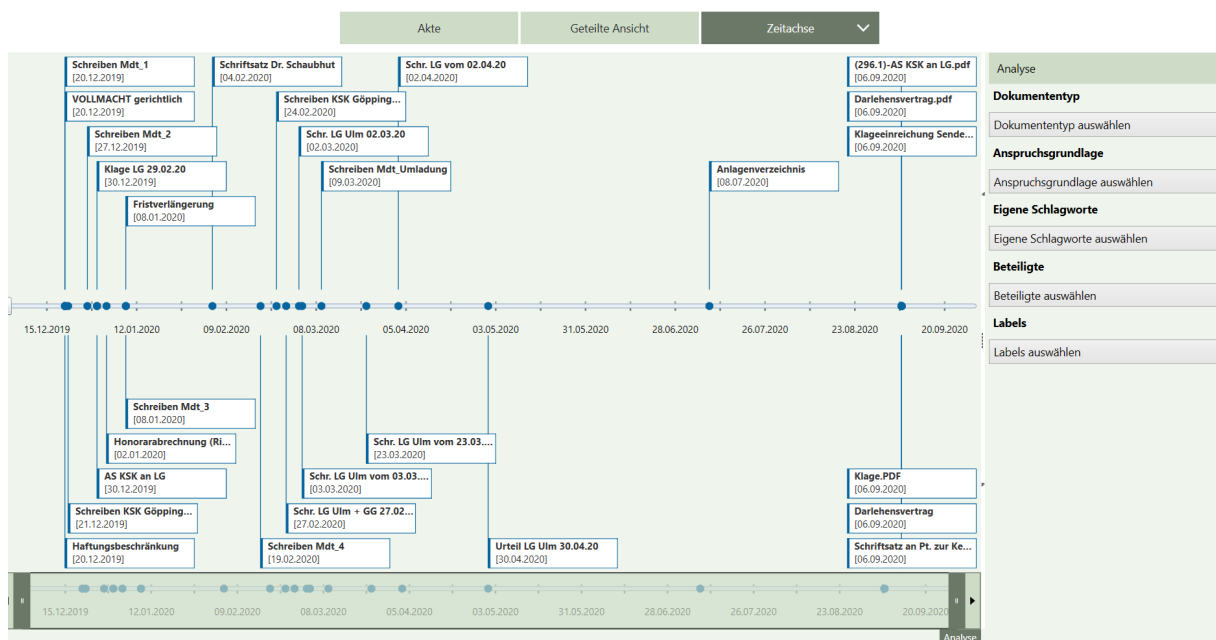 Akte
Geteilte Ansicht
Zeitachse
Schreiben Mdt_1
[20.12.2019]
Schriftsatz Dr. Schaubhut
[04.02.2020]
Schr. LG vom 02.04.20
[02.04.2020]
(296.1)-AS KSK an LG.pdf
[06.09.2020]
VOLLMACHT gerichtlich
[20.12.2019]
Schreiben KSK Göpping...
[24.02.2020]
Darlehensvertrag.pdf
[06.09.2020]
Schreiben Mdt_2
[27.12.2019]
Schr. LG Ulm 02.03.20
[02.03.2020]
Klageeinreichung Sende...
[06.09.2020]
Klage LG 29.02.20
[30.12.2019]
Schreiben Mdt_Umladung
[09.03.2020]
Anlagenverzeichnis
[08.07.2020]
Fristverlängerung
[08.01.2020]
15.12.2019
12.01.2020
09.02.2020
08.03.2020
05.04.2020
03.05.2020
31.05.2020
28.06.2020
26.07.2020
23.08.2020
20.09.2020
Schreiben Mdt_3
[08.01.2020]
Honorarabrechnung (Ri...
[02.01.2020]
Schr. LG Ulm vom 23.03....
[23.03.2020]
AS KSK an LG
[30.12.2019]
Schr. LG Ulm vom 03.03....
[03.03.2020]
Klage.PDF
[06.09.2020]
Schreiben KSK Göpping...
[21.12.2019]
Schr. LG Ulm + GG 27.02...
[27.02.2020]
Darlehensvertrag
[06.09.2020]
Haftungsbeschränkung
[20.12.2019]
Schreiben Mdt_4
[19.02.2020]
Urteil LG Ulm 30.04.20
[30.04.2020]
Schriftsatz an Pt. zur Ke...
[06.09.2020]
15.12.2019
12.01.2020
09.02.2020
08.03.2020
05.04.2020
03.05.2020
31.05.2020
28.06.2020
26.07.2020
23.08.2020
20.09.2020
Analyse
Analyse
Dokumententyp
Dokumententyp auswählen
Anspruchsgrundlage
Anspruchsgrundlage auswählen
Eigene Schlagworte
Eigene Schlagworte auswählen
Beteiligte
Beteiligte auswählen
Labels
Labels auswählen